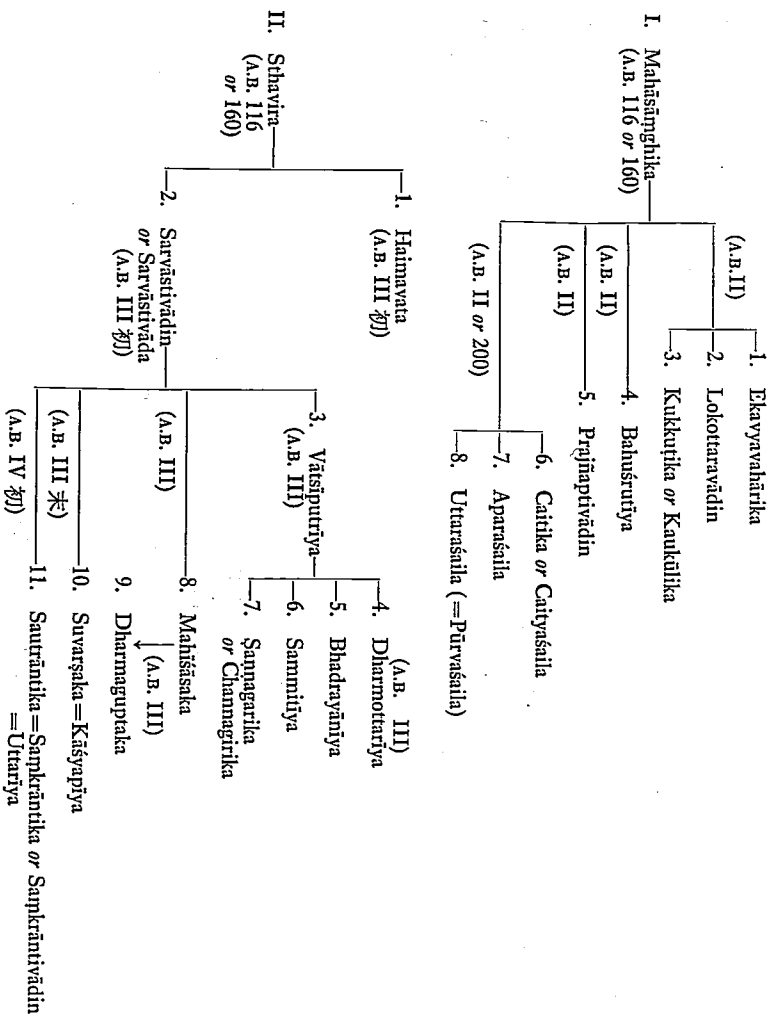 I. Mahāsāṃghika
(A.B. 116 or 160)
(A.B. II)
1. Ekavyavahārika
2. Lokottaravādin
3. Kukkuṭika or Kaukūlika
(A.B. II)
4. Bahuśrutīya
(A.B. II)
5. Prajñaptivādin
(A.B. II or 200)
6. Caitika or Caityaśaila
7. Aparaśaila
8. Uttaraśaila (=Pūrvaśaila)
II. Sthavira
(A.B. 116
or 160)
1. Haimavata
(A.B. III 初)
2. Sarvāstivādin
or Sarvāstivāda
(A.B. III 初)
3. Vātsīputrīya
(A.B. III)
(A.B. III)
4. Dharmottarīya
5. Bhadrayānīya
6. Sammitīya
7. Ṣaṇṇagarika
or Channagirika
(A.B. III)
8. Mahīśāsaka
(A.B. III)
9. Dharmaguptaka
(A.B. III 末)
10. Suvarṣaka=Kāśyapīya
(A.B. IV 初)
11. Sautrāntika=Saṃkrāntika or Saṃkrāntivādin
=Uttarīya